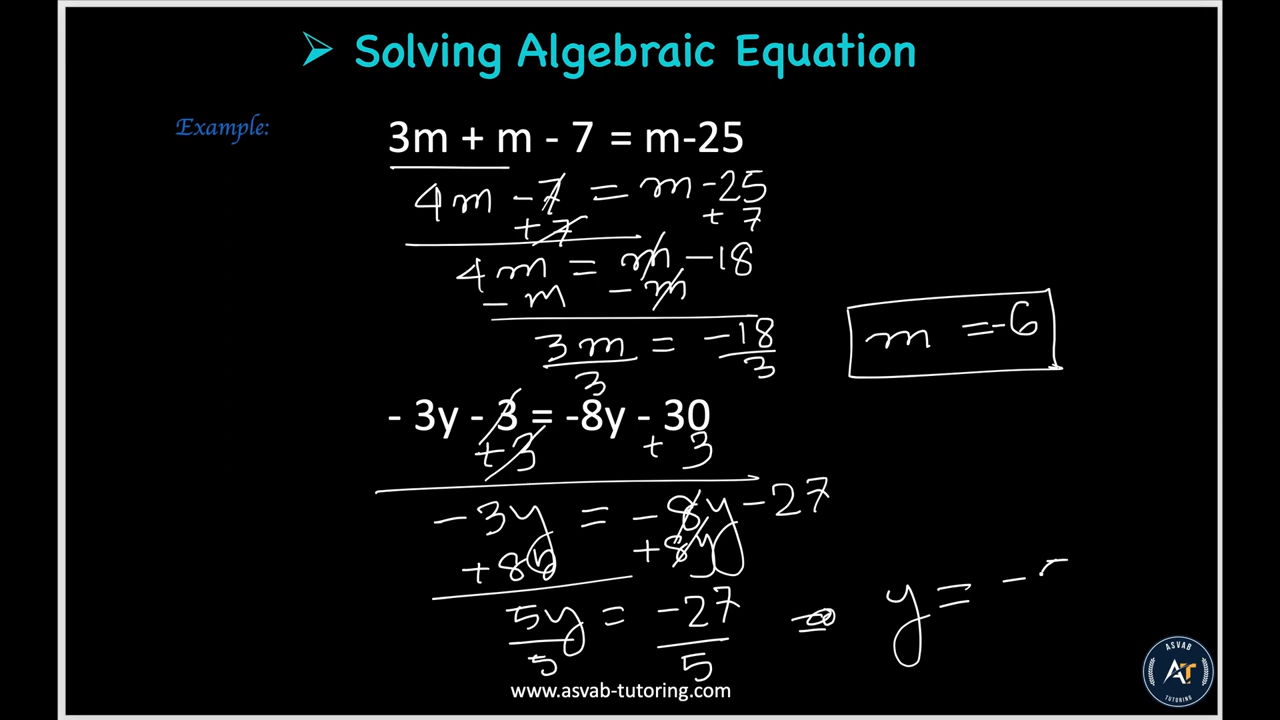 ➤ Solving Algebraic Equation
Example:
3m + m - 7 = m-25
4m - 7 = m - 25
+ 7 + 7
4m = m - 18
- m - m
3m = -18
3 3
m = -6
- 3y - 3 = -8y - 30
+ 3 + 3
-3y = -8y - 27
+8y +8y
5y = -27
5 5
y = -
www.asvab-tutoring.com
ASVAB
AT
TUTORING